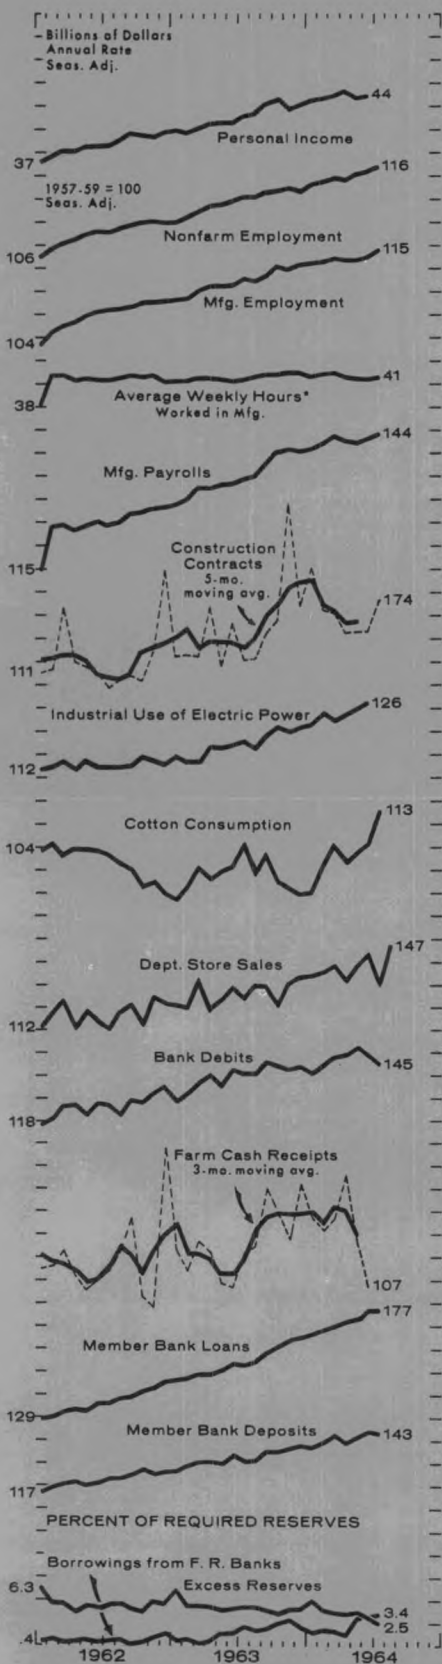 Billions of Dollars
Annual Rate
Seas. Adj.
44
Personal Income
37
1957-59 = 100
Seas. Adj.
116
Nonfarm Employment
106
115
Mfg. Employment
104
41
Average Weekly Hours*
Worked in Mfg.
38
144
Mfg. Payrolls
Construction
Contracts
5-mo.
moving avg.
115
174
111
126
Industrial Use of Electric Power
112
113
Cotton Consumption
104
147
Dept. Store Sales
112
Bank Debits
145
118
Farm Cash Receipts
3-mo. moving avg.
107
177
Member Bank Loans
129
Member Bank Deposits
143
117
PERCENT OF REQUIRED RESERVES
Borrowings from F. R. Banks
6.3
Excess Reserves
3.4
2.5
.4
1962 1963 1964